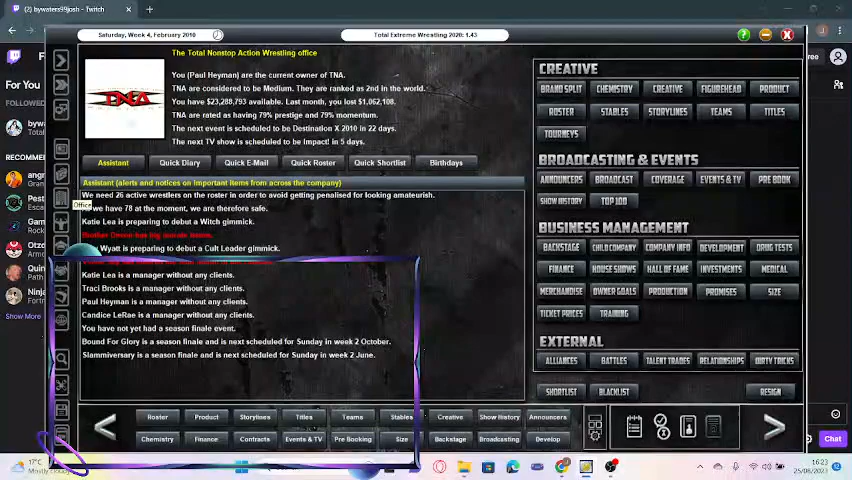 (2) bywaters99josh - Twitch
Saturday, Week 4, February 2010
Total Extreme Wrestling 2020: 1.43
The Total Nonstop Action Wrestling office
You (Paul Heyman) are the current owner of TNA.
TNA are considered to be Medium. They are ranked as 2nd in the world.
You have $23,288,793 available. Last month, you lost $1,062,108.
TNA are rated as having 79% prestige and 79% momentum.
The next event is scheduled to be Destination X 2010 in 22 days.
The next TV show is scheduled to be Impact! in 5 days.
TNA
Assistant
Quick Diary
Quick E-Mail
Quick Roster
Quick Shortlist
Birthdays
Assistant (alerts and notices on important items from across the company)
We need 26 active wrestlers on the roster in order to avoid getting penalised for looking amateurish.
we have 78 at the moment, we are therefore safe.
Katie Lea is preparing to debut a Witch gimmick.
Wyatt is preparing to debut a Cult Leader gimmick.
Katie Lea is a manager without any clients.
Traci Brooks is a manager without any clients.
Paul Heyman is a manager without any clients.
Candice LeRae is a manager without any clients.
You have not yet had a season finale event.
Bound For Glory is a season finale and is next scheduled for Sunday in week 2 October.
Slammiversary is a season finale and is next scheduled for Sunday in week 2 June.
Office
CREATIVE
BRAND SPLIT
CHEMISTRY
CREATIVE
FIGUREHEAD
PRODUCT
ROSTER
STABLES
STORYLINES
TEAMS
TITLES
TOURNEYS
BROADCASTING & EVENTS
ANNOUNCERS
BROADCAST
COVERAGE
EVENTS & TV
PRE BOOK
SHOW HISTORY
TOP 100
BUSINESS MANAGEMENT
BACKSTAGE
CHILD COMPANY
COMPANY INFO
DEVELOPMENT
DRUG TESTS
FINANCE
HOUSE SHOWS
HALL OF FAME
INVESTMENTS
MEDICAL
MERCHANDISE
OWNER GOALS
PRODUCTION
PROMISES
SIZE
TICKET PRICES
TRAINING
EXTERNAL
ALLIANCES
BATTLES
TALENT TRADES
RELATIONSHIPS
DIRTY TRICKS
SHORTLIST
BLACKLIST
RESIGN
Roster
Product
Storylines
Titles
Teams
Stables
Creative
Show History
Announcers
Chemistry
Finance
Contracts
Events & TV
Pre Booking
Size
Backstage
Broadcasting
Develop
For You
FOLLOWED
RECOMMEN
Show More
Chat
17°C
Mostly cloudy
16:23
25/08/2023